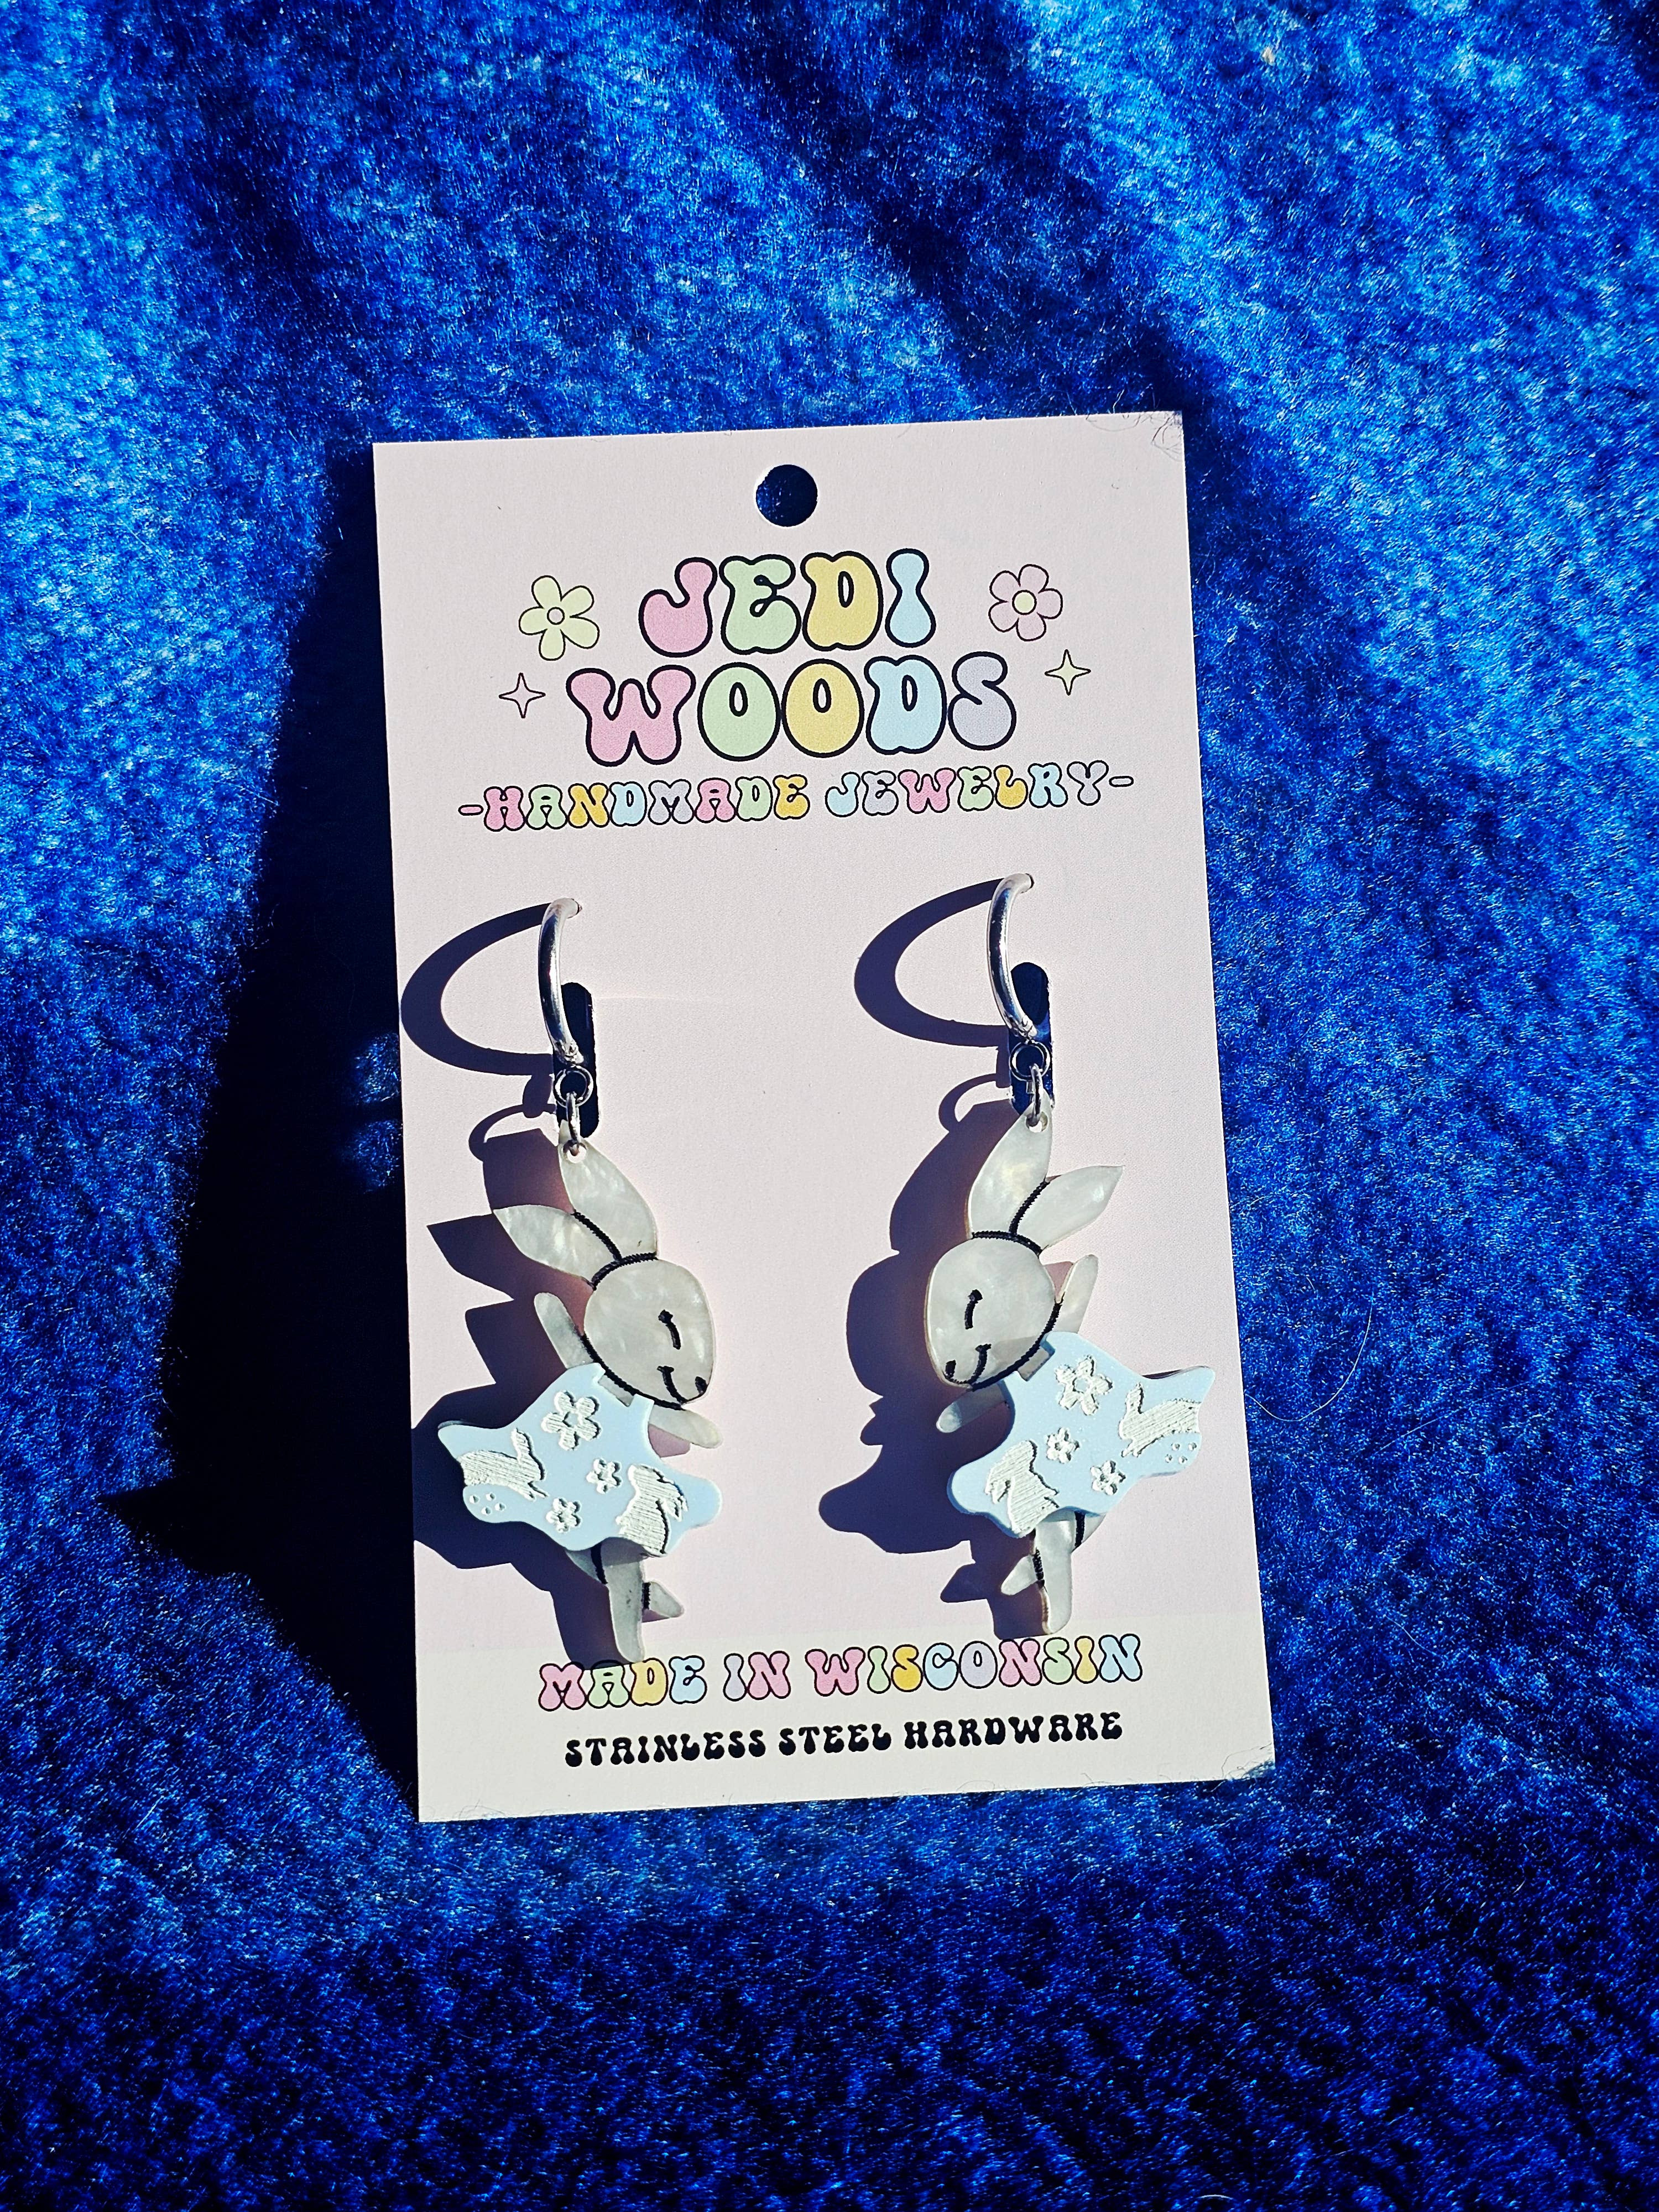 JEDI
WOODS
-HANDMADE JEWELRY-
MADE IN WISCONSIN
STAINLESS STEEL HARDWARE